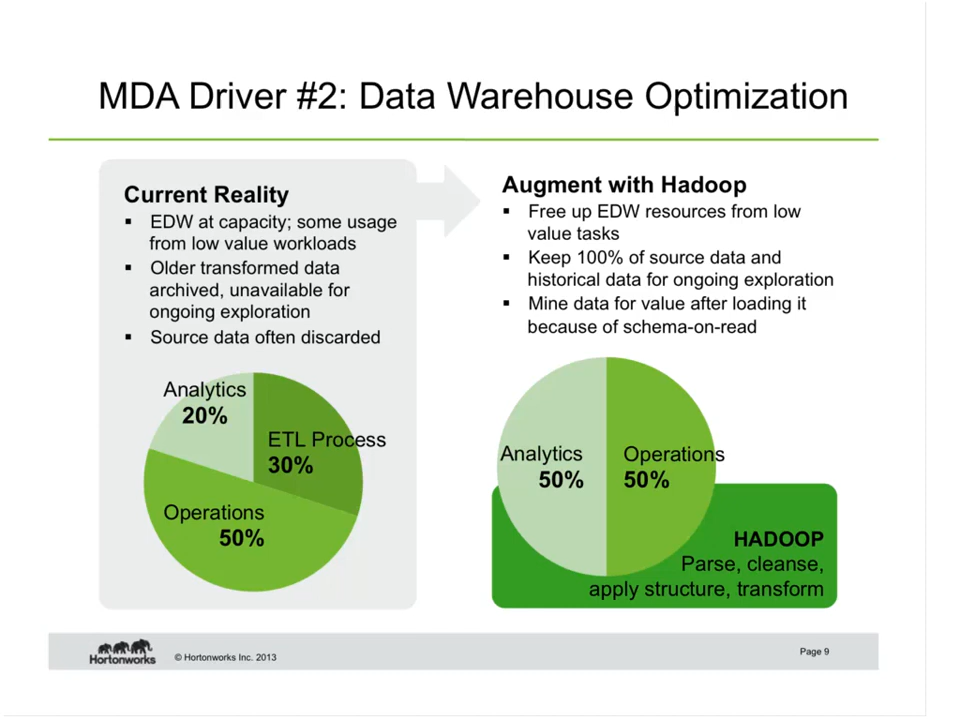 MDA Driver #2: Data Warehouse Optimization
Current Reality
▪ EDW at capacity; some usage
from low value workloads
▪ Older transformed data
archived, unavailable for
ongoing exploration
▪ Source data often discarded
Analytics
20%
ETL Process
30%
Operations
50%
Augment with Hadoop
▪ Free up EDW resources from low
value tasks
▪ Keep 100% of source data and
historical data for ongoing exploration
▪ Mine data for value after loading it
because of schema-on-read
Analytics
50%
Operations
50%
HADOOP
Parse, cleanse,
apply structure, transform
Hortonworks
© Hortonworks Inc. 2013
Page 9